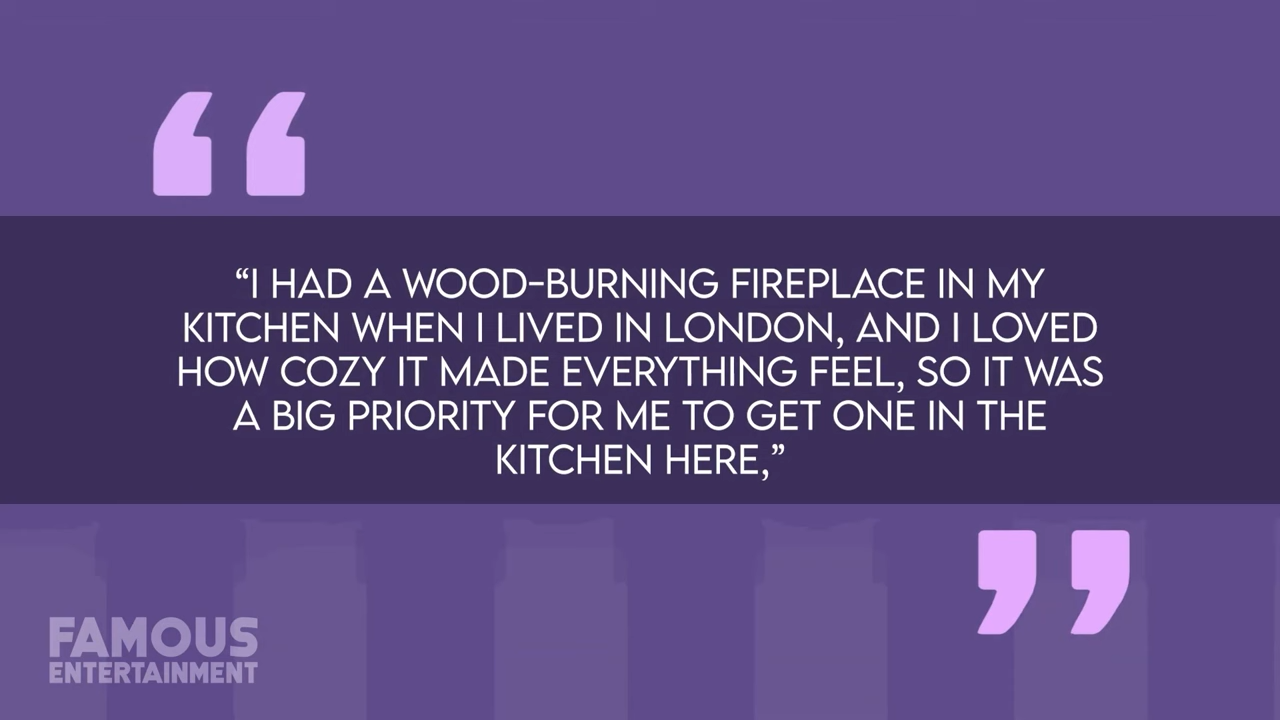 “I HAD A WOOD-BURNING FIREPLACE IN MY
KITCHEN WHEN I LIVED IN LONDON, AND I LOVED
HOW COZY IT MADE EVERYTHING FEEL, SO IT WAS
A BIG PRIORITY FOR ME TO GET ONE IN THE
KITCHEN HERE,”
FAMOUS
ENTERTAINMENT